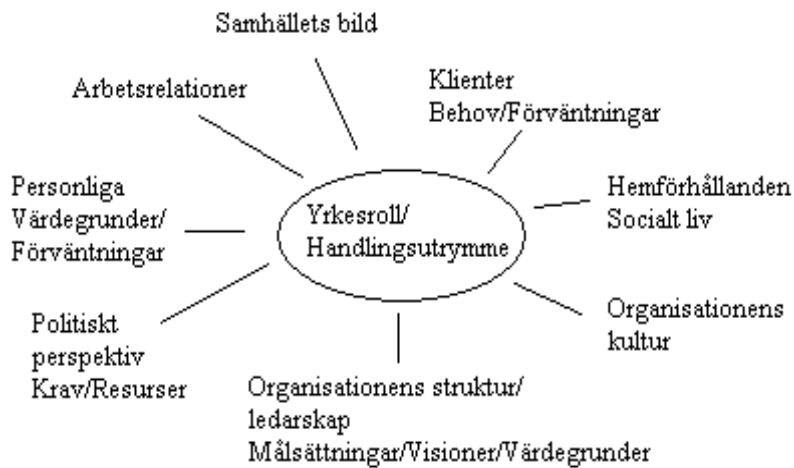 Samhällets bild
Arbetsrelationer
Klienter
Behov/Förväntningar
Personliga
Värdegrunder/
Förväntningar
Yrkesroll/
Handlingsutrymme
Hemförhållanden
Socialt liv
Politiskt
perspektiv
Krav/Resurser
Organisationens
kultur
Organisationens struktur/
ledarskap
Målsättningar/Visioner/Värdegrunder